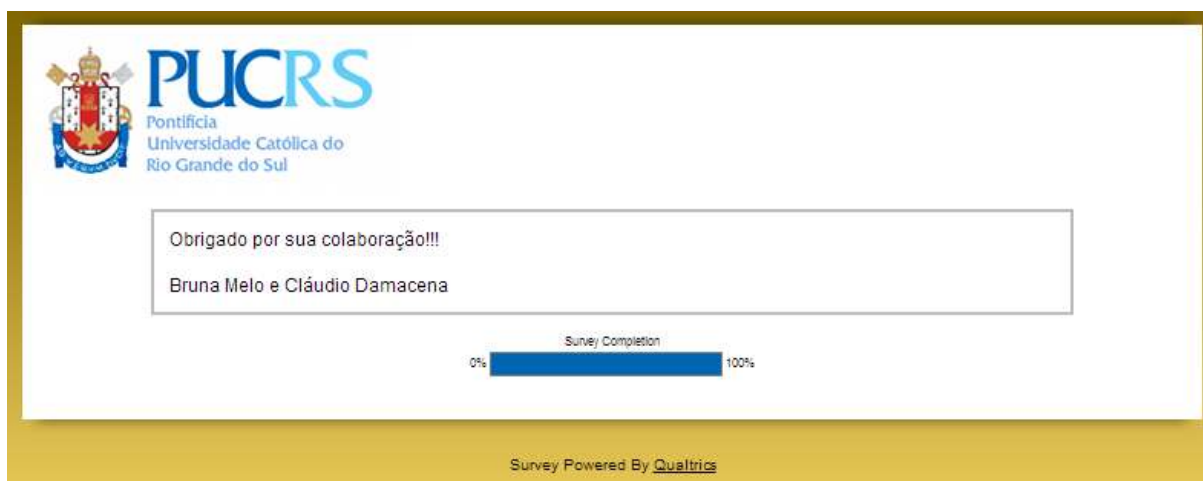 PUCRS
Pontifícia
Universidade Católica do
Rio Grande do Sul
Obrigado por sua colaboração!!!
Bruna Melo e Cláudio Damacena
Survey Completion
0% 100%
Survey Powered By Qualtrics